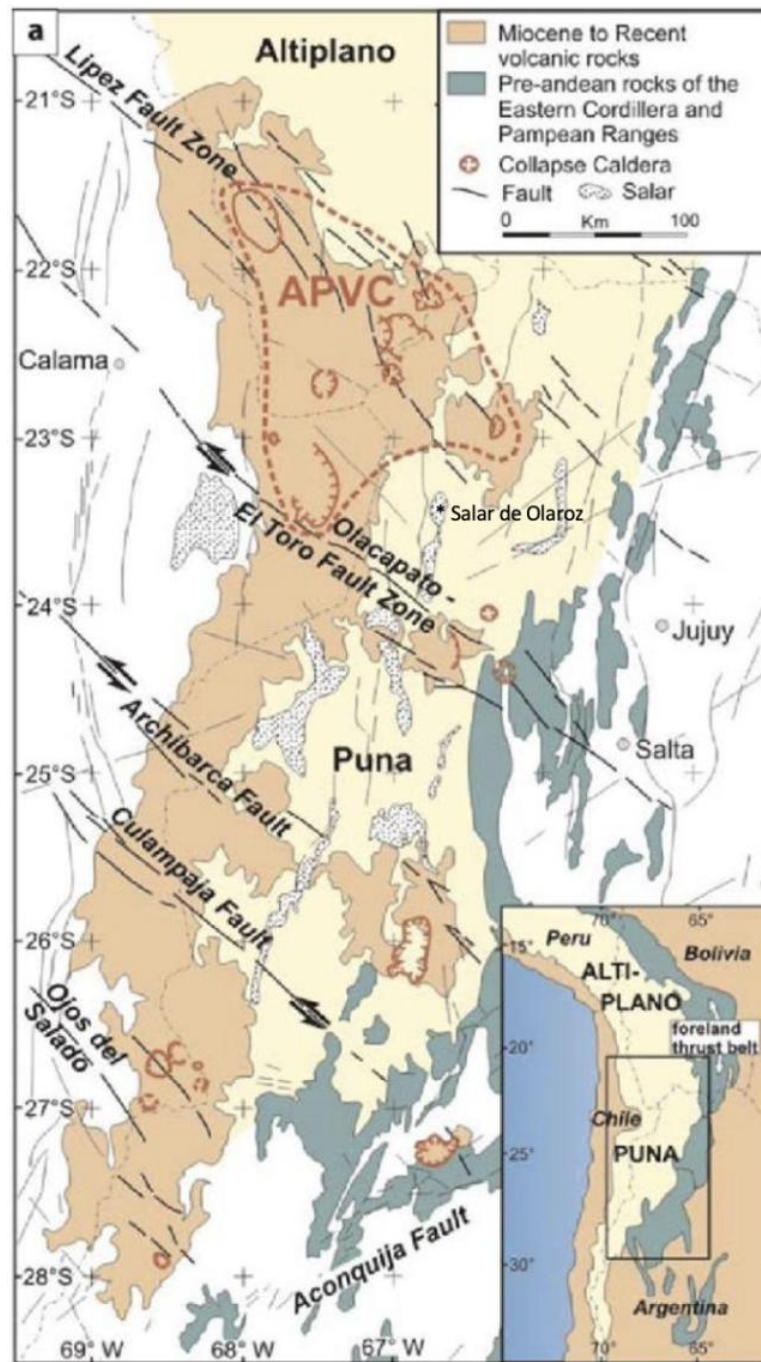 a
Altiplano
Miocene to Recent
volcanic rocks
Pre-andean rocks of the
Eastern Cordillera and
Pampean Ranges
Collapse Caldera
Fault
Salar
0 Km 100
Lipez Fault Zone
21°S
22°S
APVC
Calama
23°S
Salar de Olaroz
Olacapato -
El Toro Fault Zone
24°S
Jujuy
Salta
Puna
Archibarca Fault
25°S
Culampaja Fault
26°S
Ojos del
Salado
27°S
Aconquija Fault
28°S
69° W
68° W
67° W
70°
65°
Peru
15°
Bolivia
ALTI-
PLANO
foreland
thrust belt
20°
Chile
PUNA
25°
30°
Argentina
70°
65°